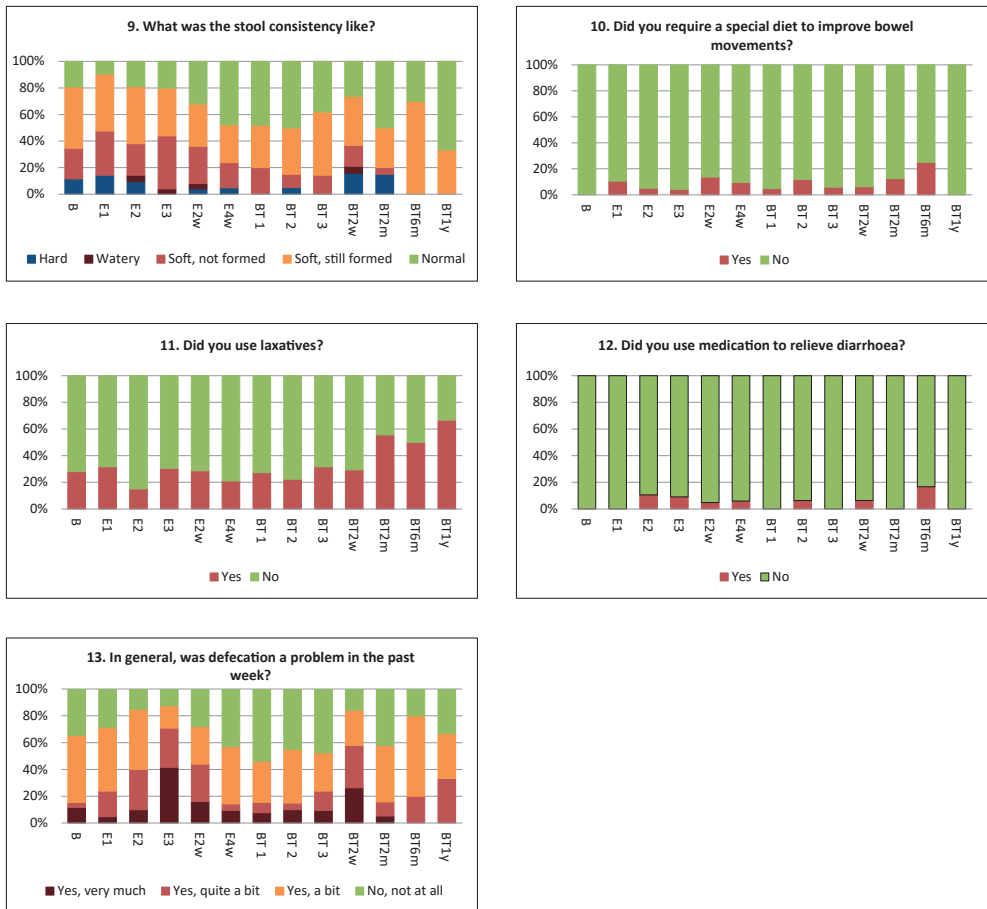 9. What was the stool consistency like?
100%
80%
60%
40%
20%
0%
B E1 E2 E3 E2w E4w BT 1 BT 2 BT 3 BT2w BT2m BT6m BT1y
Hard Watery Soft, not formed Soft, still formed Normal
10. Did you require a special diet to improve bowel
movements?
100%
80%
60%
40%
20%
0%
B E1 E2 E3 E2w E4w BT 1 BT 2 BT 3 BT2w BT2m BT6m BT1y
Yes No
11. Did you use laxatives?
100%
80%
60%
40%
20%
0%
B E1 E2 E3 E2w E4w BT 1 BT 2 BT 3 BT2w BT2m BT6m BT1y
Yes No
12. Did you use medication to relieve diarrhoea?
100%
80%
60%
40%
20%
0%
B E1 E2 E3 E2w E4w BT 1 BT 2 BT 3 BT2w BT2m BT6m BT1y
Yes No
13. In general, was defecation a problem in the past
week?
100%
80%
60%
40%
20%
0%
B E1 E2 E3 E2w E4w BT 1 BT 2 BT 3 BT2w BT2m BT6m BT1y
Yes, very much Yes, quite a bit Yes, a bit No, not at all